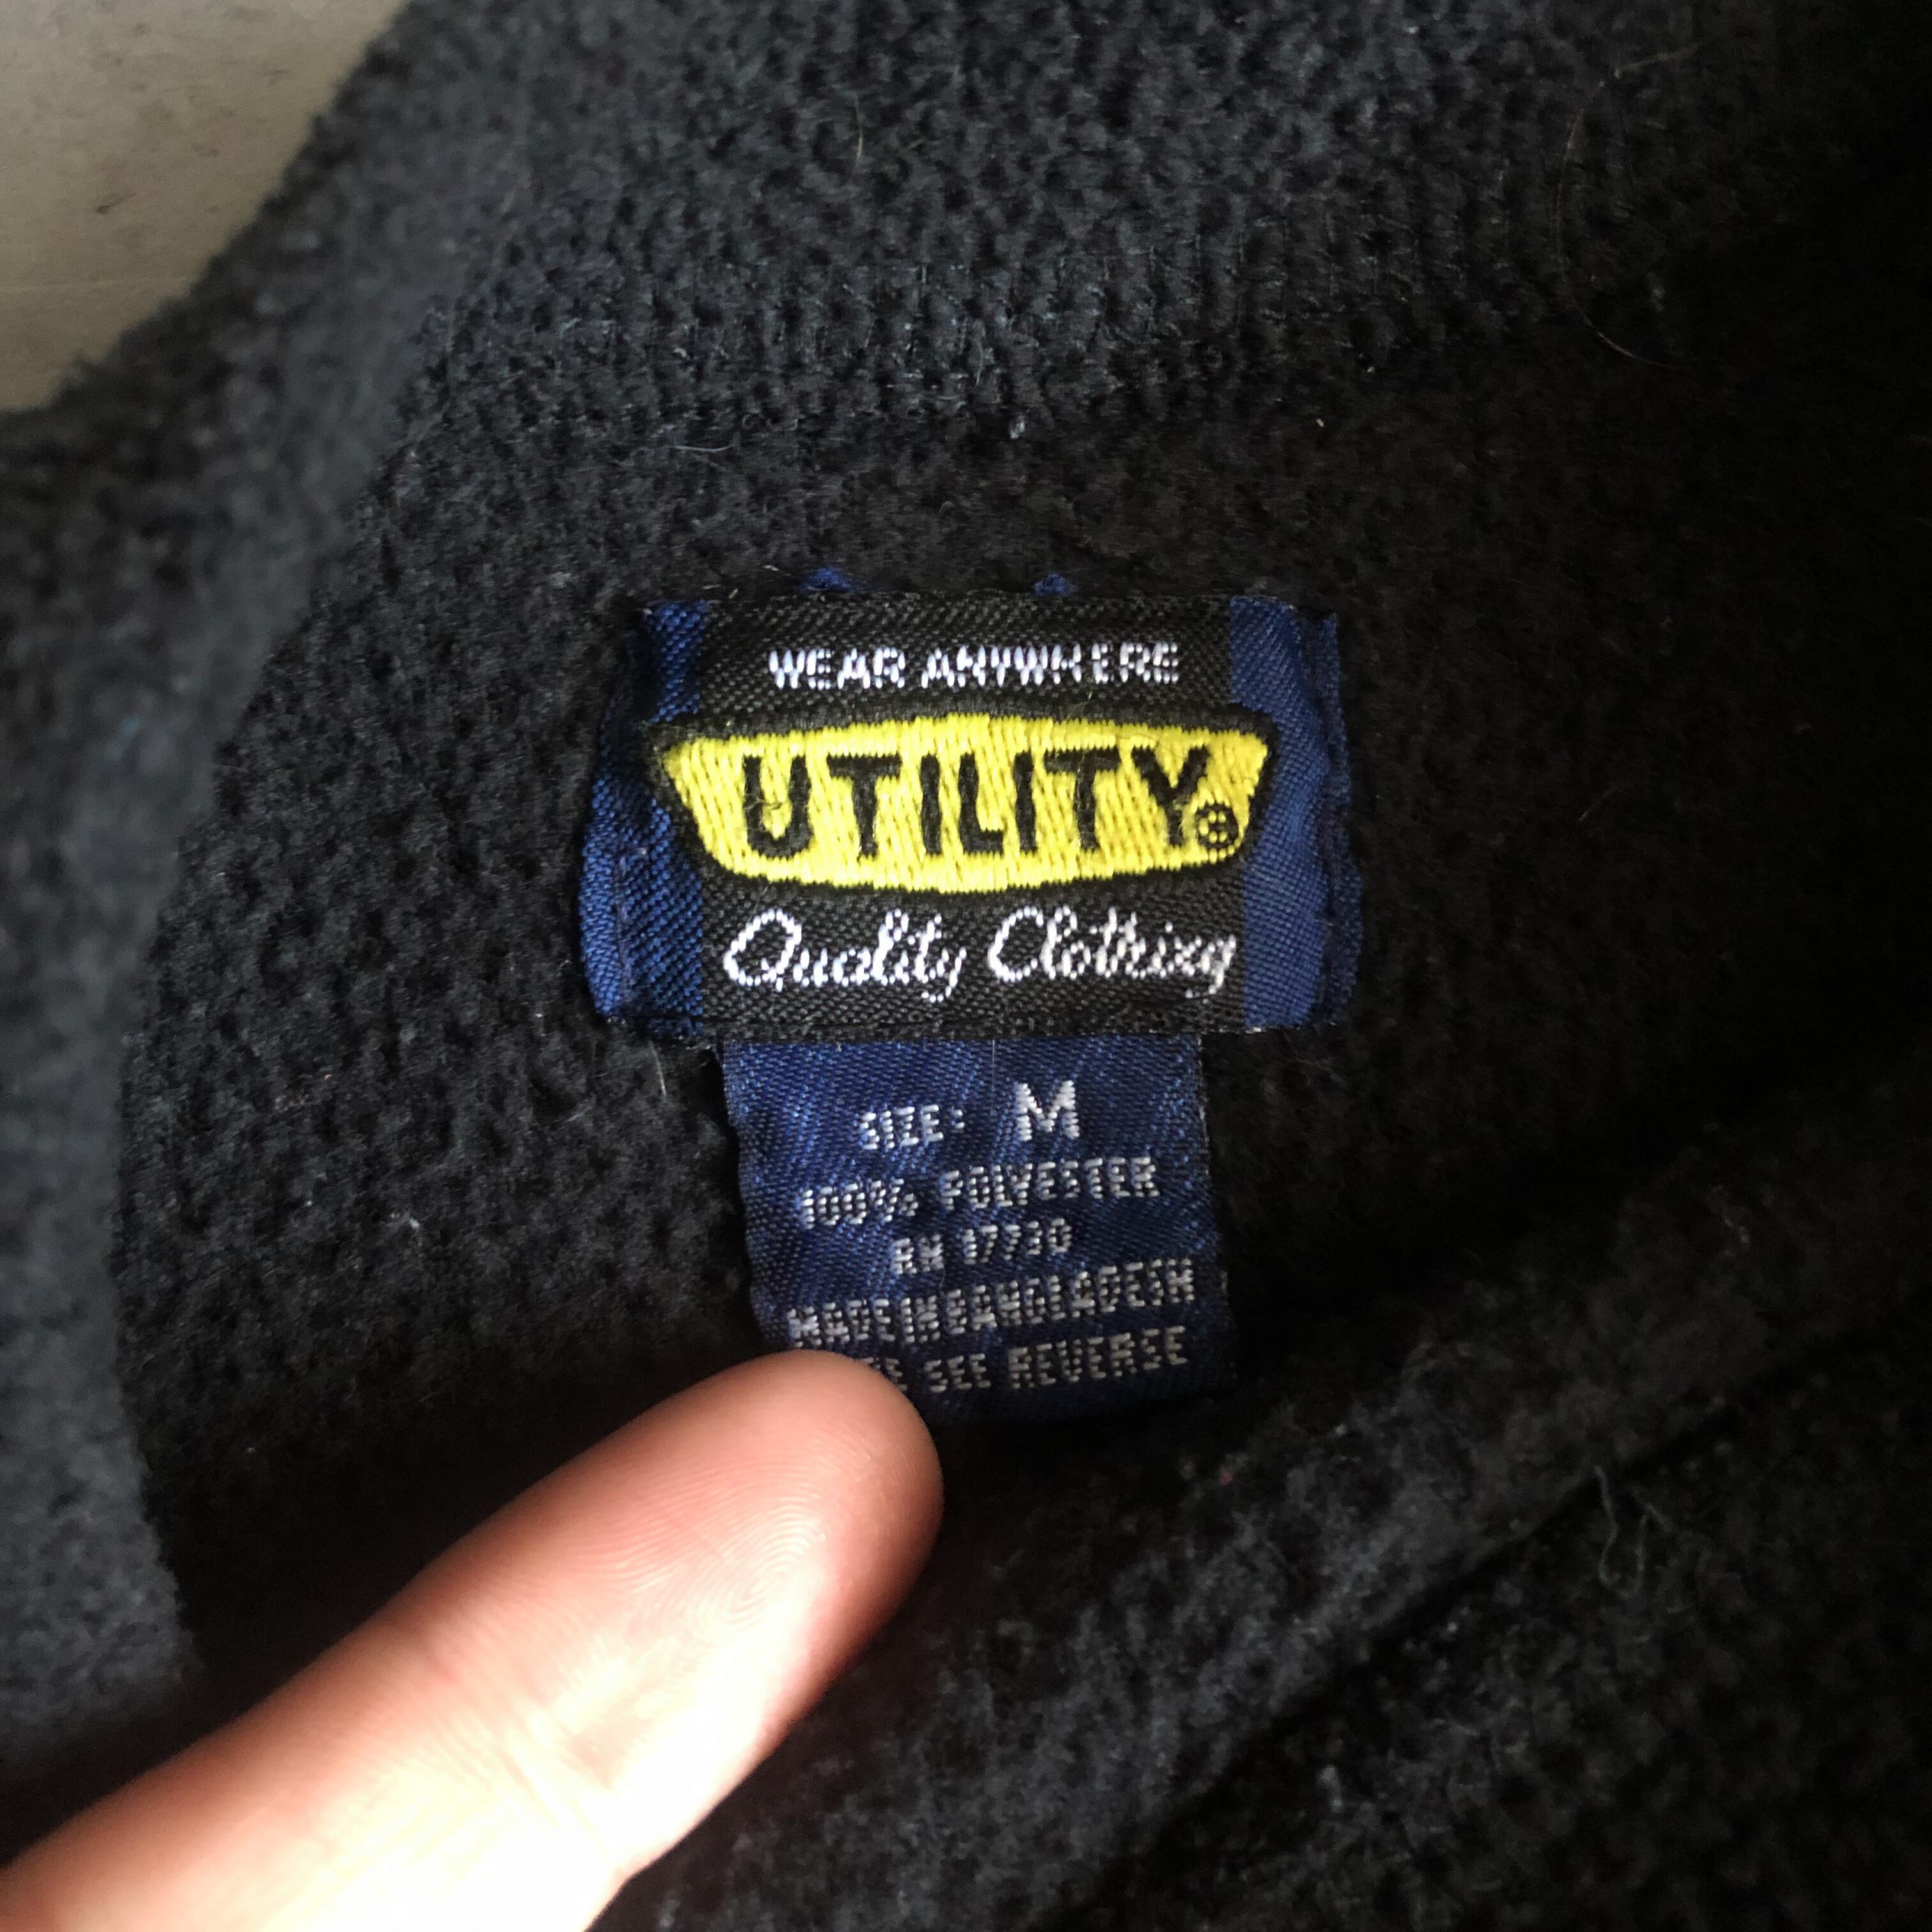 WEAR ANYWHERE
UTILITY®
Quality Clothing
SIZE: M
100% POLYESTER
RN 17730
MADE IN BANGLADESH
SEE REVERSE